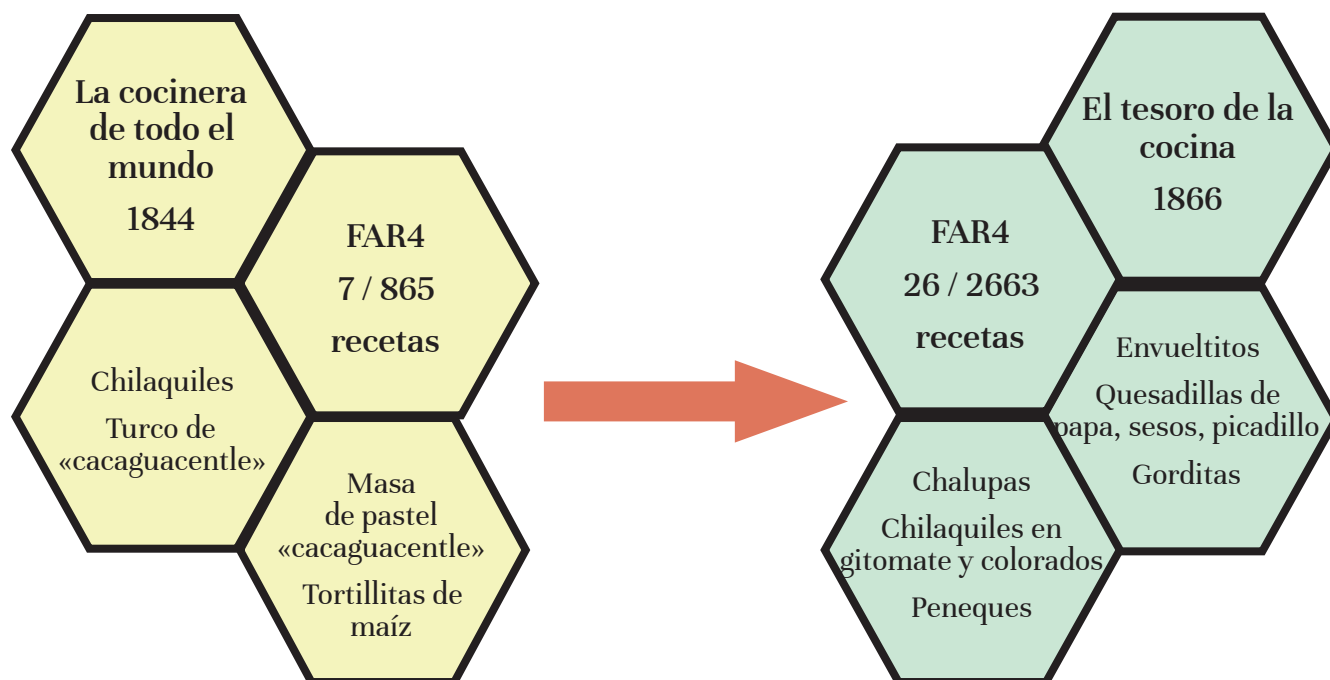 La cocinera
de todo el
mundo
1844
FAR4
7 / 865
recetas
Chilaquiles
Turco de
«cacaguacentle»
Masa
de pastel
«cacaguacentle»
Tortillitas de
maíz
El tesoro de la
cocina
1866
FAR4
26 / 2663
recetas
Envueltitos
Quesadillas de
papa, sesos, picadillo
Gorditas
Chalupas
Chilaquiles en
gitomate y colorados
Peneques